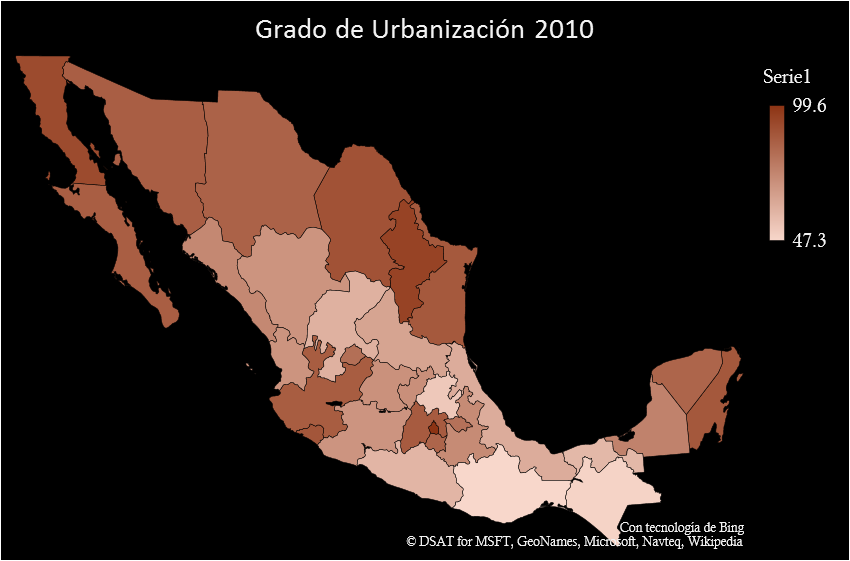 Grado de Urbanización 2010
Serie1
99.6
47.3
Con tecnología de Bing
© DSAT for MSFT, GeoNames, Microsoft, Navteq, Wikipedia